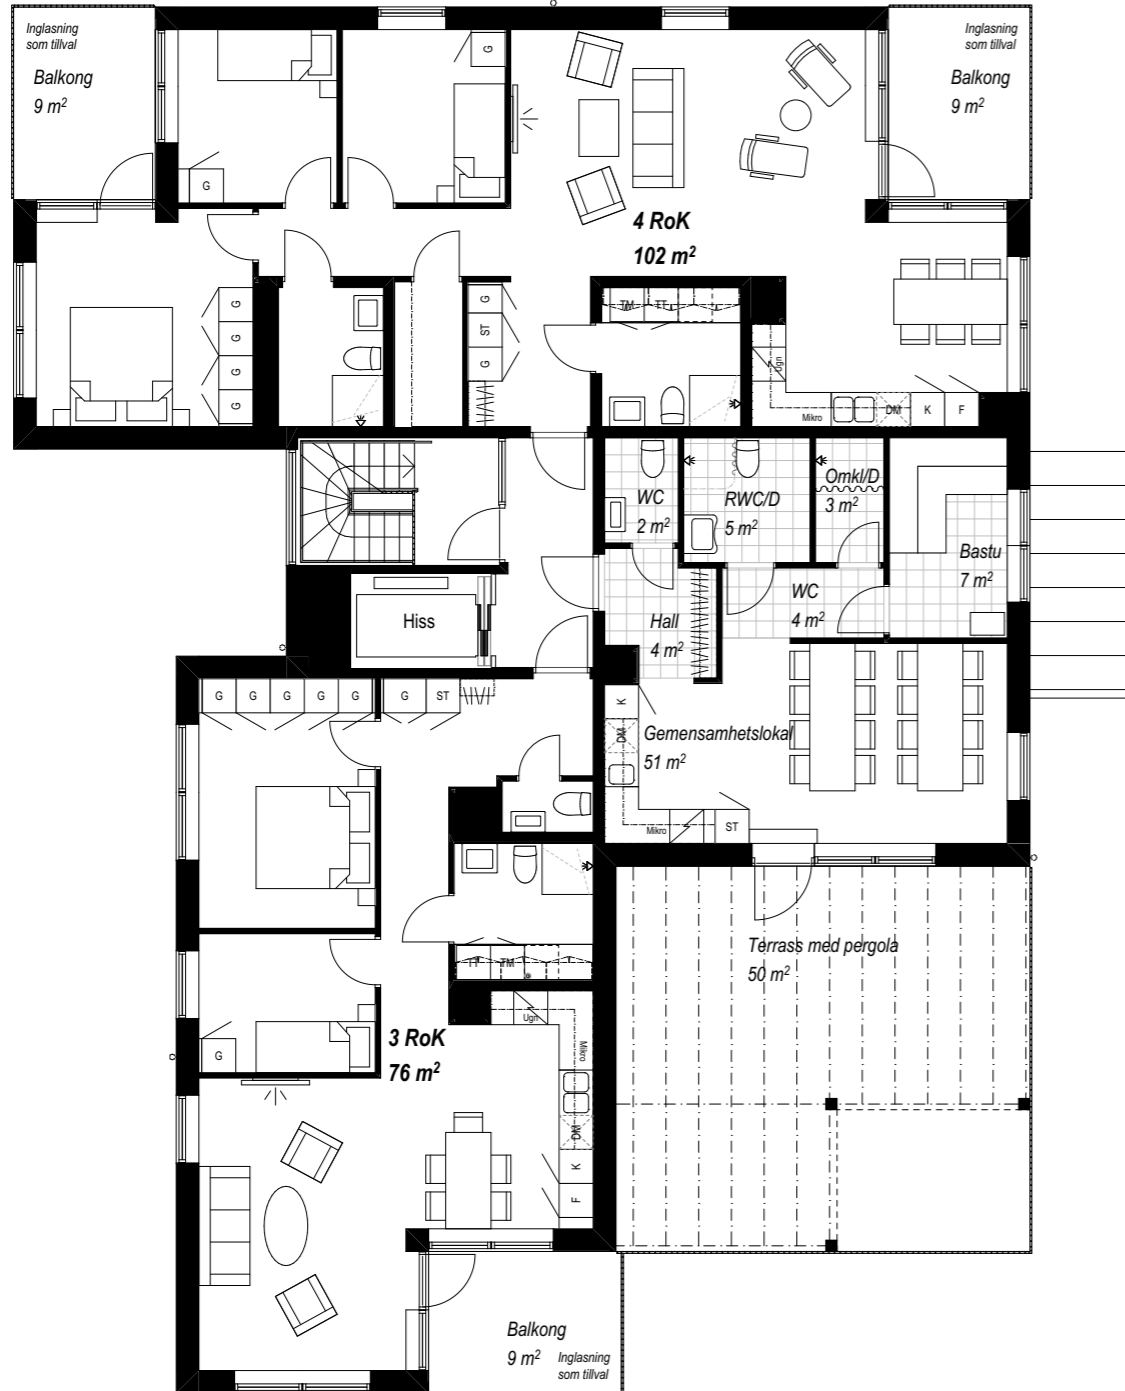 Inglasning
som tillval
Balkong
9 m²
G
G
Inglasning
som tillval
Balkong
9 m²
4 RoK
102 m²
G
G
G
G
G
ST
G
TM
TT
Ugn
Mikro
DM
K
F
WC
2 m²
RWC/D
5 m²
Omkl/D
3 m²
Bastu
7 m²
WC
4 m²
Hall
4 m²
Hiss
G
G
G
G
G
G
ST
K
DM
Gemensamhetslokal
51 m²
Mikro
ST
TT
TM
Terrass med pergola
50 m²
Ugn
Mikro
DM
K
F
G
3 RoK
76 m²
Balkong
9 m²
Inglasning
som tillval